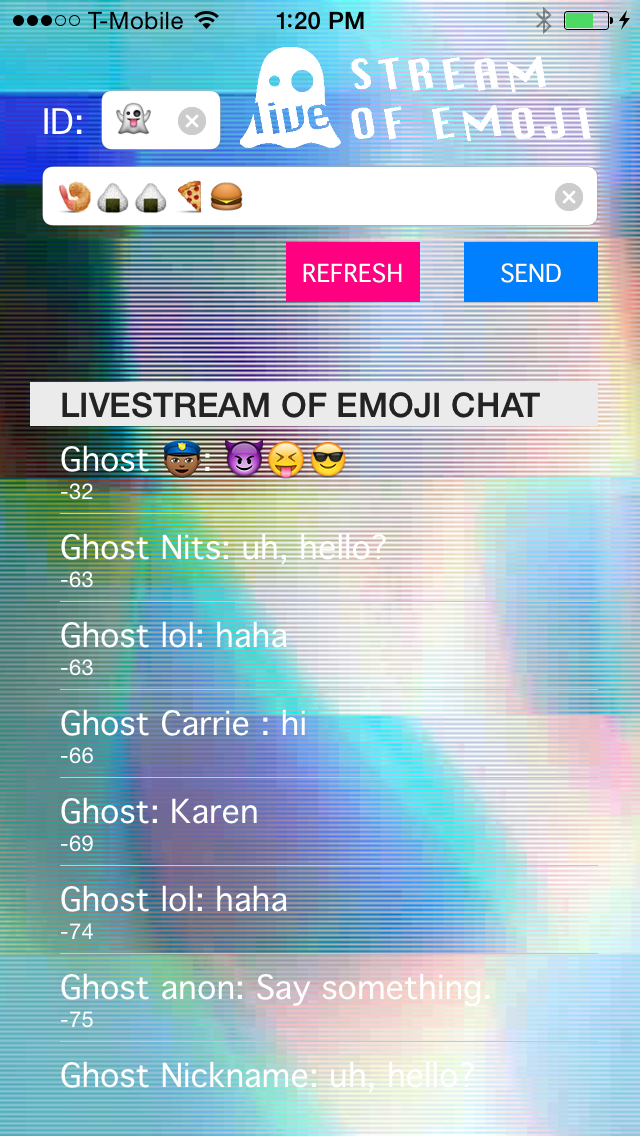 T-Mobile 1:20 PM
live STREAM
OF EMOJI
ID: 👻
🍤🍙🍙🍕🍔
REFRESH SEND
LIVESTREAM OF EMOJI CHAT
Ghost 👮🏾: 😈😝😎
-32
Ghost Nits: uh, hello?
-63
Ghost lol: haha
-63
Ghost Carrie : hi
-66
Ghost: Karen
-69
Ghost lol: haha
-74
Ghost anon: Say something.
-75
Ghost Nickname: uh, hello?